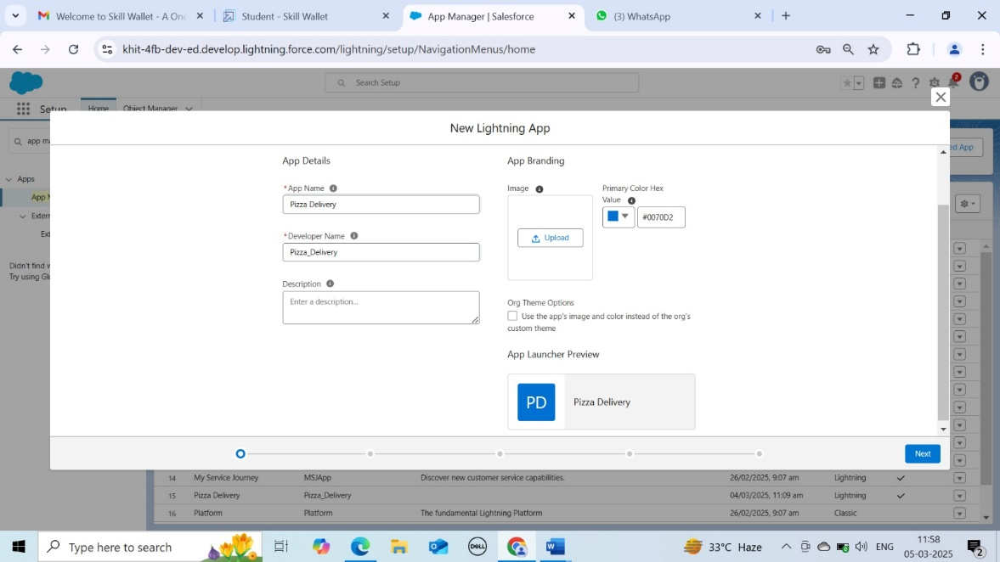 Welcome to Skill Wallet - A One
Student - Skill Wallet
App Manager | Salesforce
(3) WhatsApp
khit-4fb-dev-ed.develop.lightning.force.com/lightning/setup/NavigationMenus/home
Search Setup
2
Setup
Home
Object Manager
New Lightning App
app ma
ed App
Apps
App M
Extern
Ext
Didn't find w
Try using Glo
App Details
App Branding
*App Name
Pizza Delivery
*Developer Name
Pizza_Delivery
Description
Enter a description...
Image
Primary Color Hex
Value
#0070D2
Upload
Org Theme Options
Use the app's image and color instead of the org's
custom theme
App Launcher Preview
PD
Pizza Delivery
Next
14 My Service Journey MSJApp Discover new customer service capabilities. 26/02/2025, 9:07 am Lightning
15 Pizza Delivery Pizza_Delivery 04/03/2025, 11:09 am Lightning
16 Platform Platform The fundamental Lightning Platform 26/02/2025, 9:07 am Classic
Type here to search
DELL
33°C Haze
ENG
11:58
05-03-2025
2